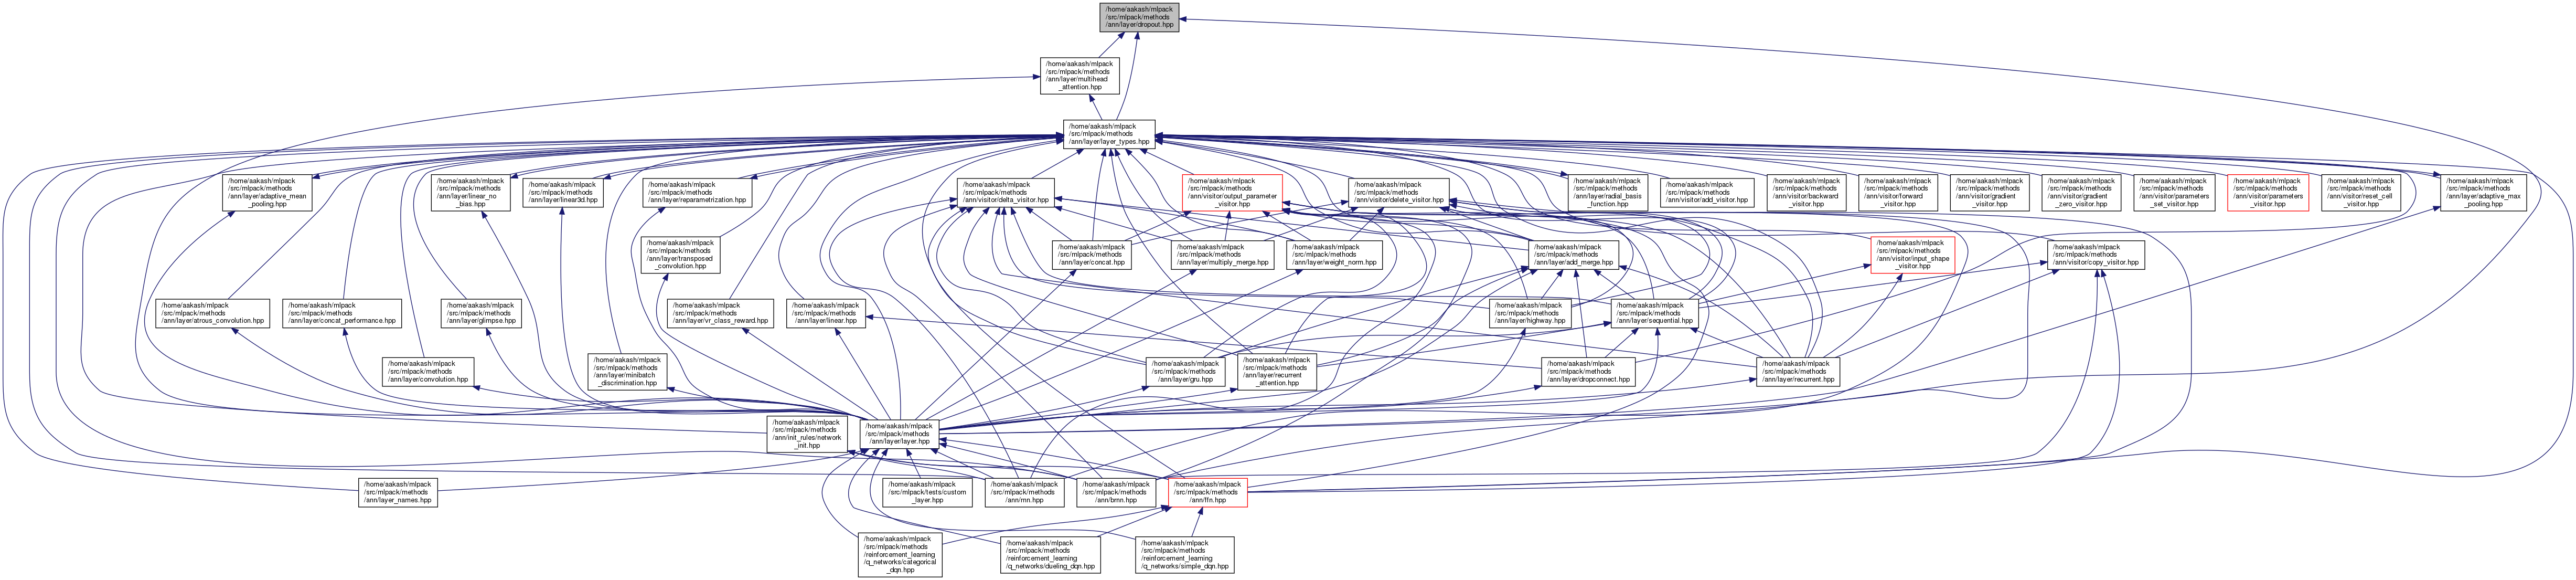 /home/aakash/mlpack
/src/mlpack/methods
/ann/layer/dropout.hpp
/home/aakash/mlpack
/src/mlpack/methods
/ann/layer/multihead
_attention.hpp
/home/aakash/mlpack
/src/mlpack/methods
/ann/layer/layer_types.hpp
/home/aakash/mlpack
/src/mlpack/methods
/ann/layer/adaptive_mean
_pooling.hpp
/home/aakash/mlpack
/src/mlpack/methods
/ann/layer/linear_no
_bias.hpp
/home/aakash/mlpack
/src/mlpack/methods
/ann/layer/linear3d.hpp
/home/aakash/mlpack
/src/mlpack/methods
/ann/layer/reparametrization.hpp
/home/aakash/mlpack
/src/mlpack/methods
/ann/visitor/delta_visitor.hpp
/home/aakash/mlpack
/src/mlpack/methods
/ann/visitor/output_parameter
_visitor.hpp
/home/aakash/mlpack
/src/mlpack/methods
/ann/visitor/delete_visitor.hpp
/home/aakash/mlpack
/src/mlpack/methods
/ann/layer/radial_basis
_function.hpp
/home/aakash/mlpack
/src/mlpack/methods
/ann/visitor/add_visitor.hpp
/home/aakash/mlpack
/src/mlpack/methods
/ann/visitor/backward
_visitor.hpp
/home/aakash/mlpack
/src/mlpack/methods
/ann/visitor/forward
_visitor.hpp
/home/aakash/mlpack
/src/mlpack/methods
/ann/visitor/gradient
_visitor.hpp
/home/aakash/mlpack
/src/mlpack/methods
/ann/visitor/gradient
_zero_visitor.hpp
/home/aakash/mlpack
/src/mlpack/methods
/ann/visitor/parameters
_set_visitor.hpp
/home/aakash/mlpack
/src/mlpack/methods
/ann/visitor/parameters
_visitor.hpp
/home/aakash/mlpack
/src/mlpack/methods
/ann/visitor/reset_cell
_visitor.hpp
/home/aakash/mlpack
/src/mlpack/methods
/ann/layer/adaptive_max
_pooling.hpp
/home/aakash/mlpack
/src/mlpack/methods
/ann/layer/transposed
_convolution.hpp
/home/aakash/mlpack
/src/mlpack/methods
/ann/layer/concat.hpp
/home/aakash/mlpack
/src/mlpack/methods
/ann/layer/multiply_merge.hpp
/home/aakash/mlpack
/src/mlpack/methods
/ann/layer/weight_norm.hpp
/home/aakash/mlpack
/src/mlpack/methods
/ann/layer/add_merge.hpp
/home/aakash/mlpack
/src/mlpack/methods
/ann/visitor/input_shape
_visitor.hpp
/home/aakash/mlpack
/src/mlpack/methods
/ann/visitor/copy_visitor.hpp
/home/aakash/mlpack
/src/mlpack/methods
/ann/layer/atrous_convolution.hpp
/home/aakash/mlpack
/src/mlpack/methods
/ann/layer/concat_performance.hpp
/home/aakash/mlpack
/src/mlpack/methods
/ann/layer/glimpse.hpp
/home/aakash/mlpack
/src/mlpack/methods
/ann/layer/vr_class_reward.hpp
/home/aakash/mlpack
/src/mlpack/methods
/ann/layer/linear.hpp
/home/aakash/mlpack
/src/mlpack/methods
/ann/layer/highway.hpp
/home/aakash/mlpack
/src/mlpack/methods
/ann/layer/sequential.hpp
/home/aakash/mlpack
/src/mlpack/methods
/ann/layer/convolution.hpp
/home/aakash/mlpack
/src/mlpack/methods
/ann/layer/minibatch
_discrimination.hpp
/home/aakash/mlpack
/src/mlpack/methods
/ann/layer/gru.hpp
/home/aakash/mlpack
/src/mlpack/methods
/ann/layer/recurrent
_attention.hpp
/home/aakash/mlpack
/src/mlpack/methods
/ann/layer/dropconnect.hpp
/home/aakash/mlpack
/src/mlpack/methods
/ann/layer/recurrent.hpp
/home/aakash/mlpack
/src/mlpack/methods
/ann/init_rules/network
_init.hpp
/home/aakash/mlpack
/src/mlpack/methods
/ann/layer/layer.hpp
/home/aakash/mlpack
/src/mlpack/methods
/ann/layer_names.hpp
/home/aakash/mlpack
/src/mlpack/tests/custom
_layer.hpp
/home/aakash/mlpack
/src/mlpack/methods
/ann/rnn.hpp
/home/aakash/mlpack
/src/mlpack/methods
/ann/brnn.hpp
/home/aakash/mlpack
/src/mlpack/methods
/ann/ffn.hpp
/home/aakash/mlpack
/src/mlpack/methods
/reinforcement_learning
/q_networks/categorical
_dqn.hpp
/home/aakash/mlpack
/src/mlpack/methods
/reinforcement_learning
/q_networks/dueling_dqn.hpp
/home/aakash/mlpack
/src/mlpack/methods
/reinforcement_learning
/q_networks/simple_dqn.hpp